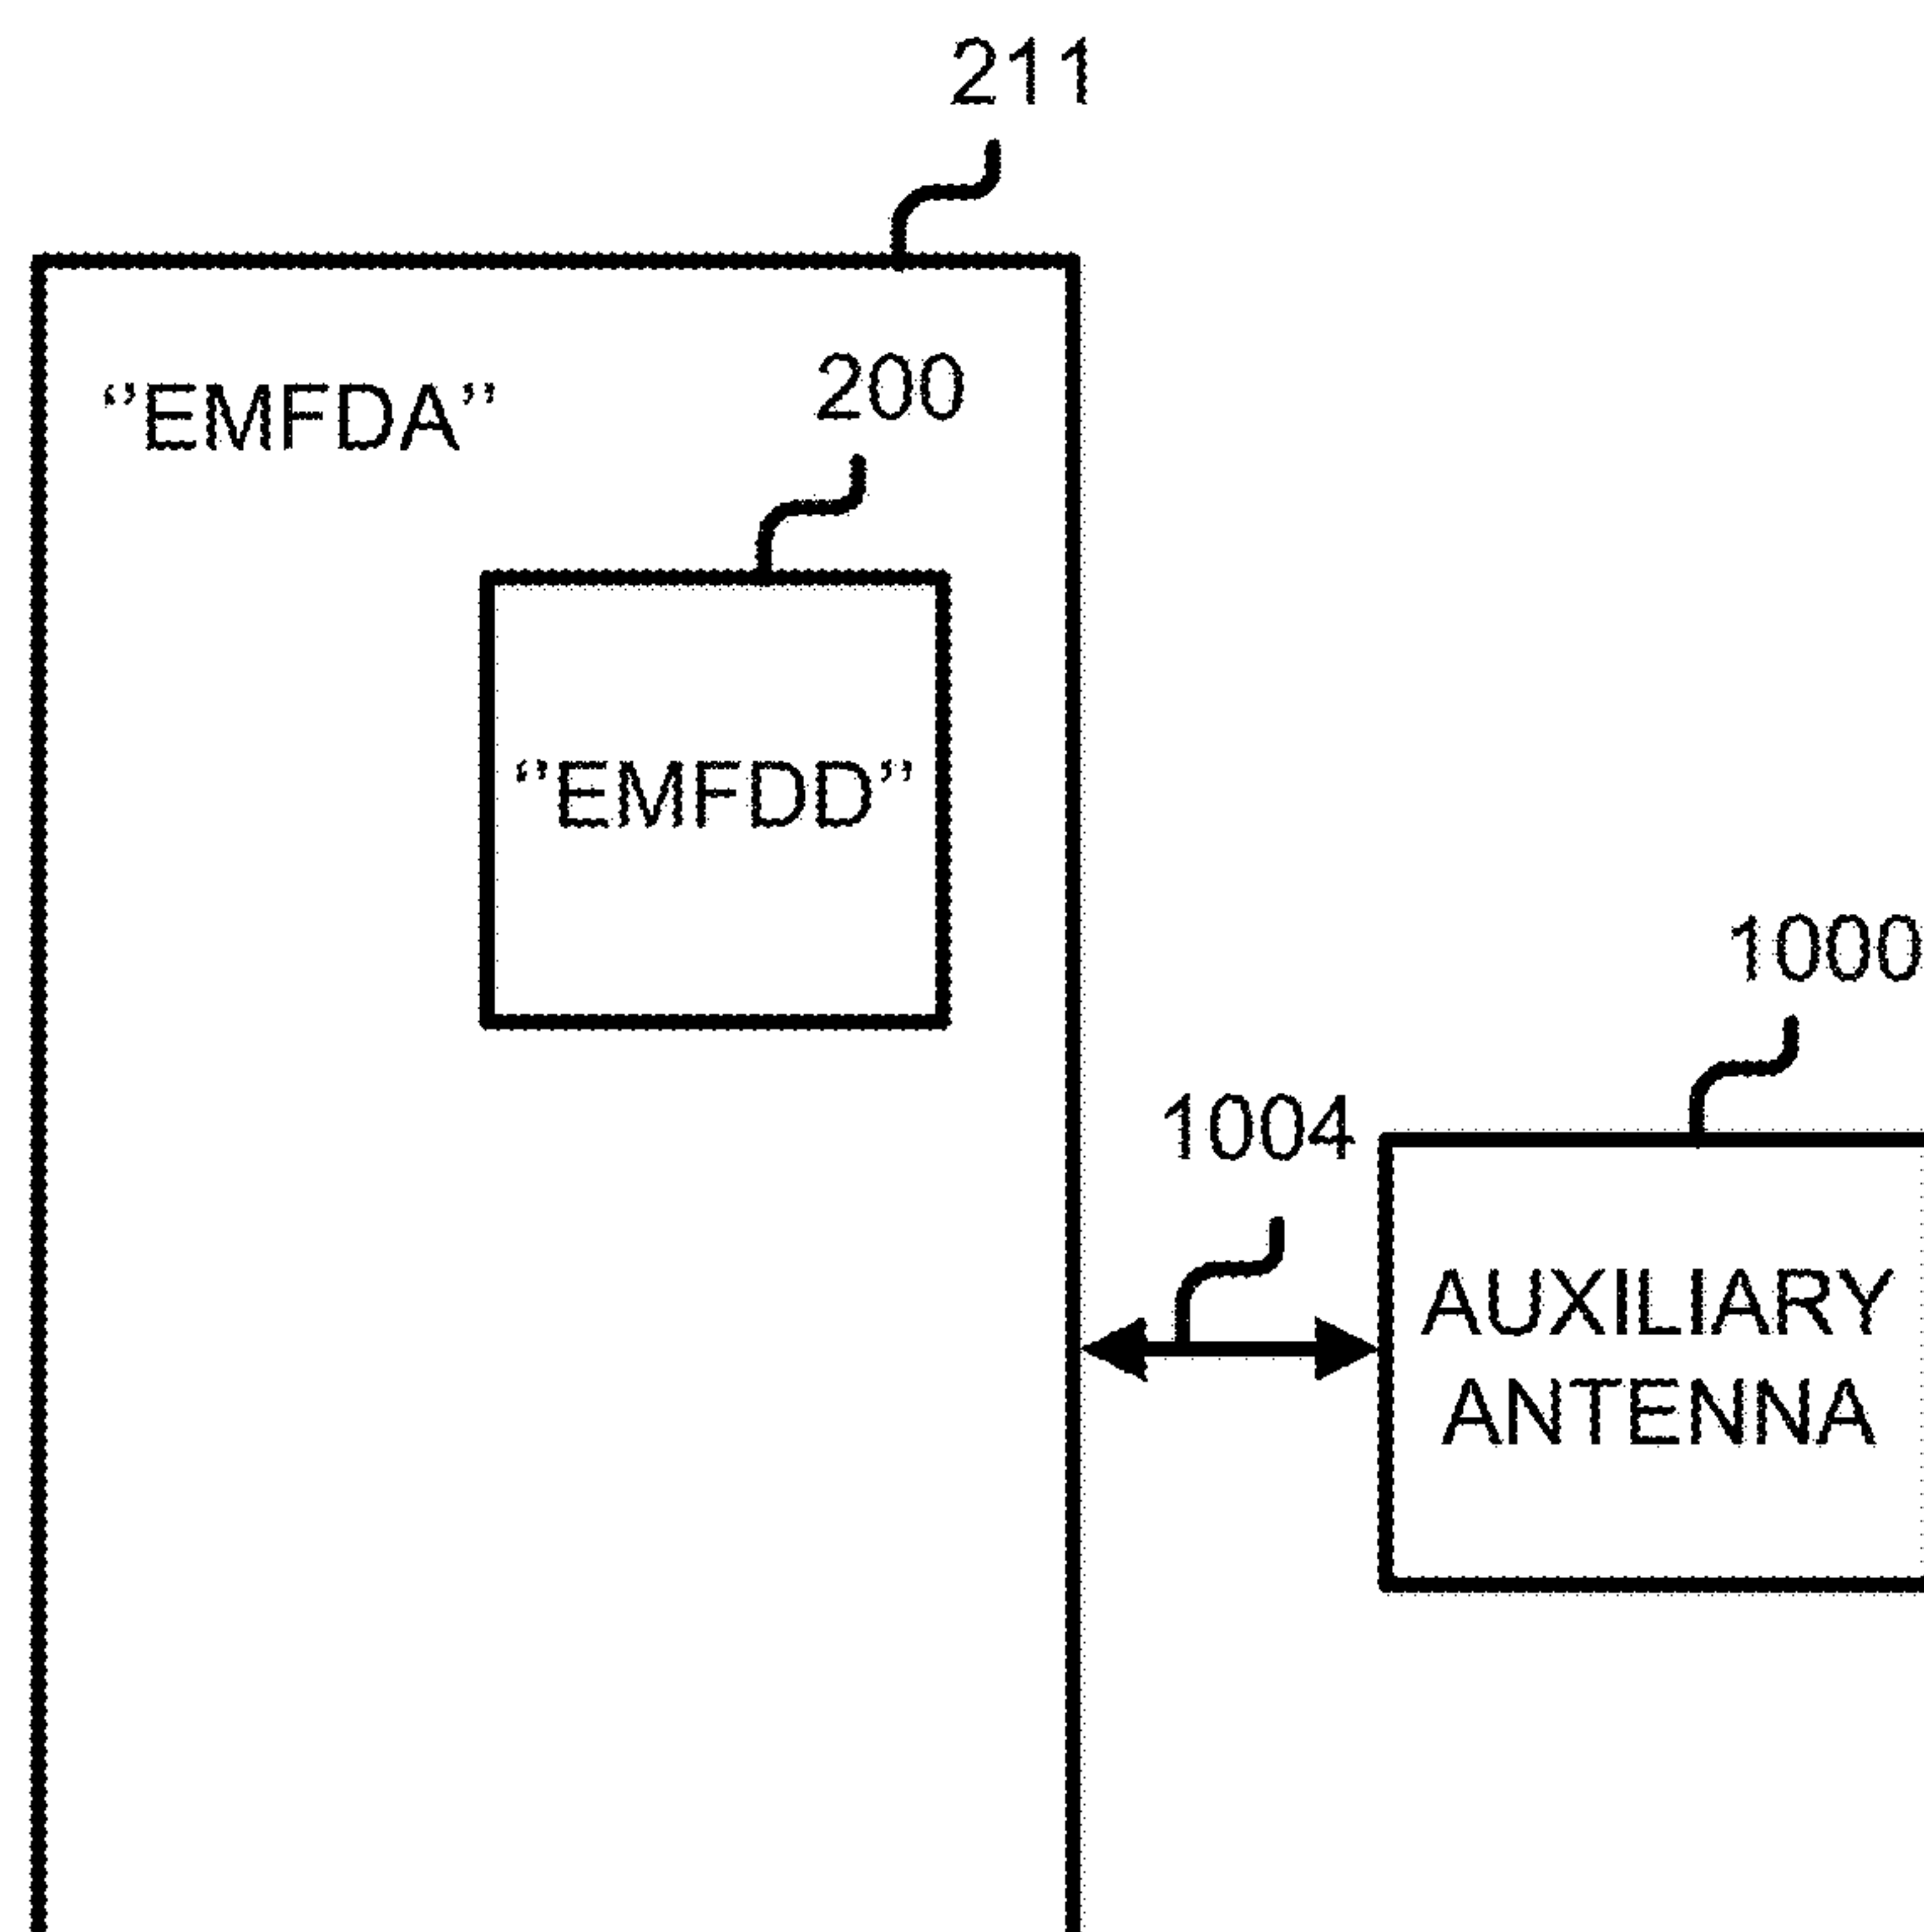 211
200
“EMFDA”
“EMFDD”
1000
1004
AUXILIARY
ANTENNA